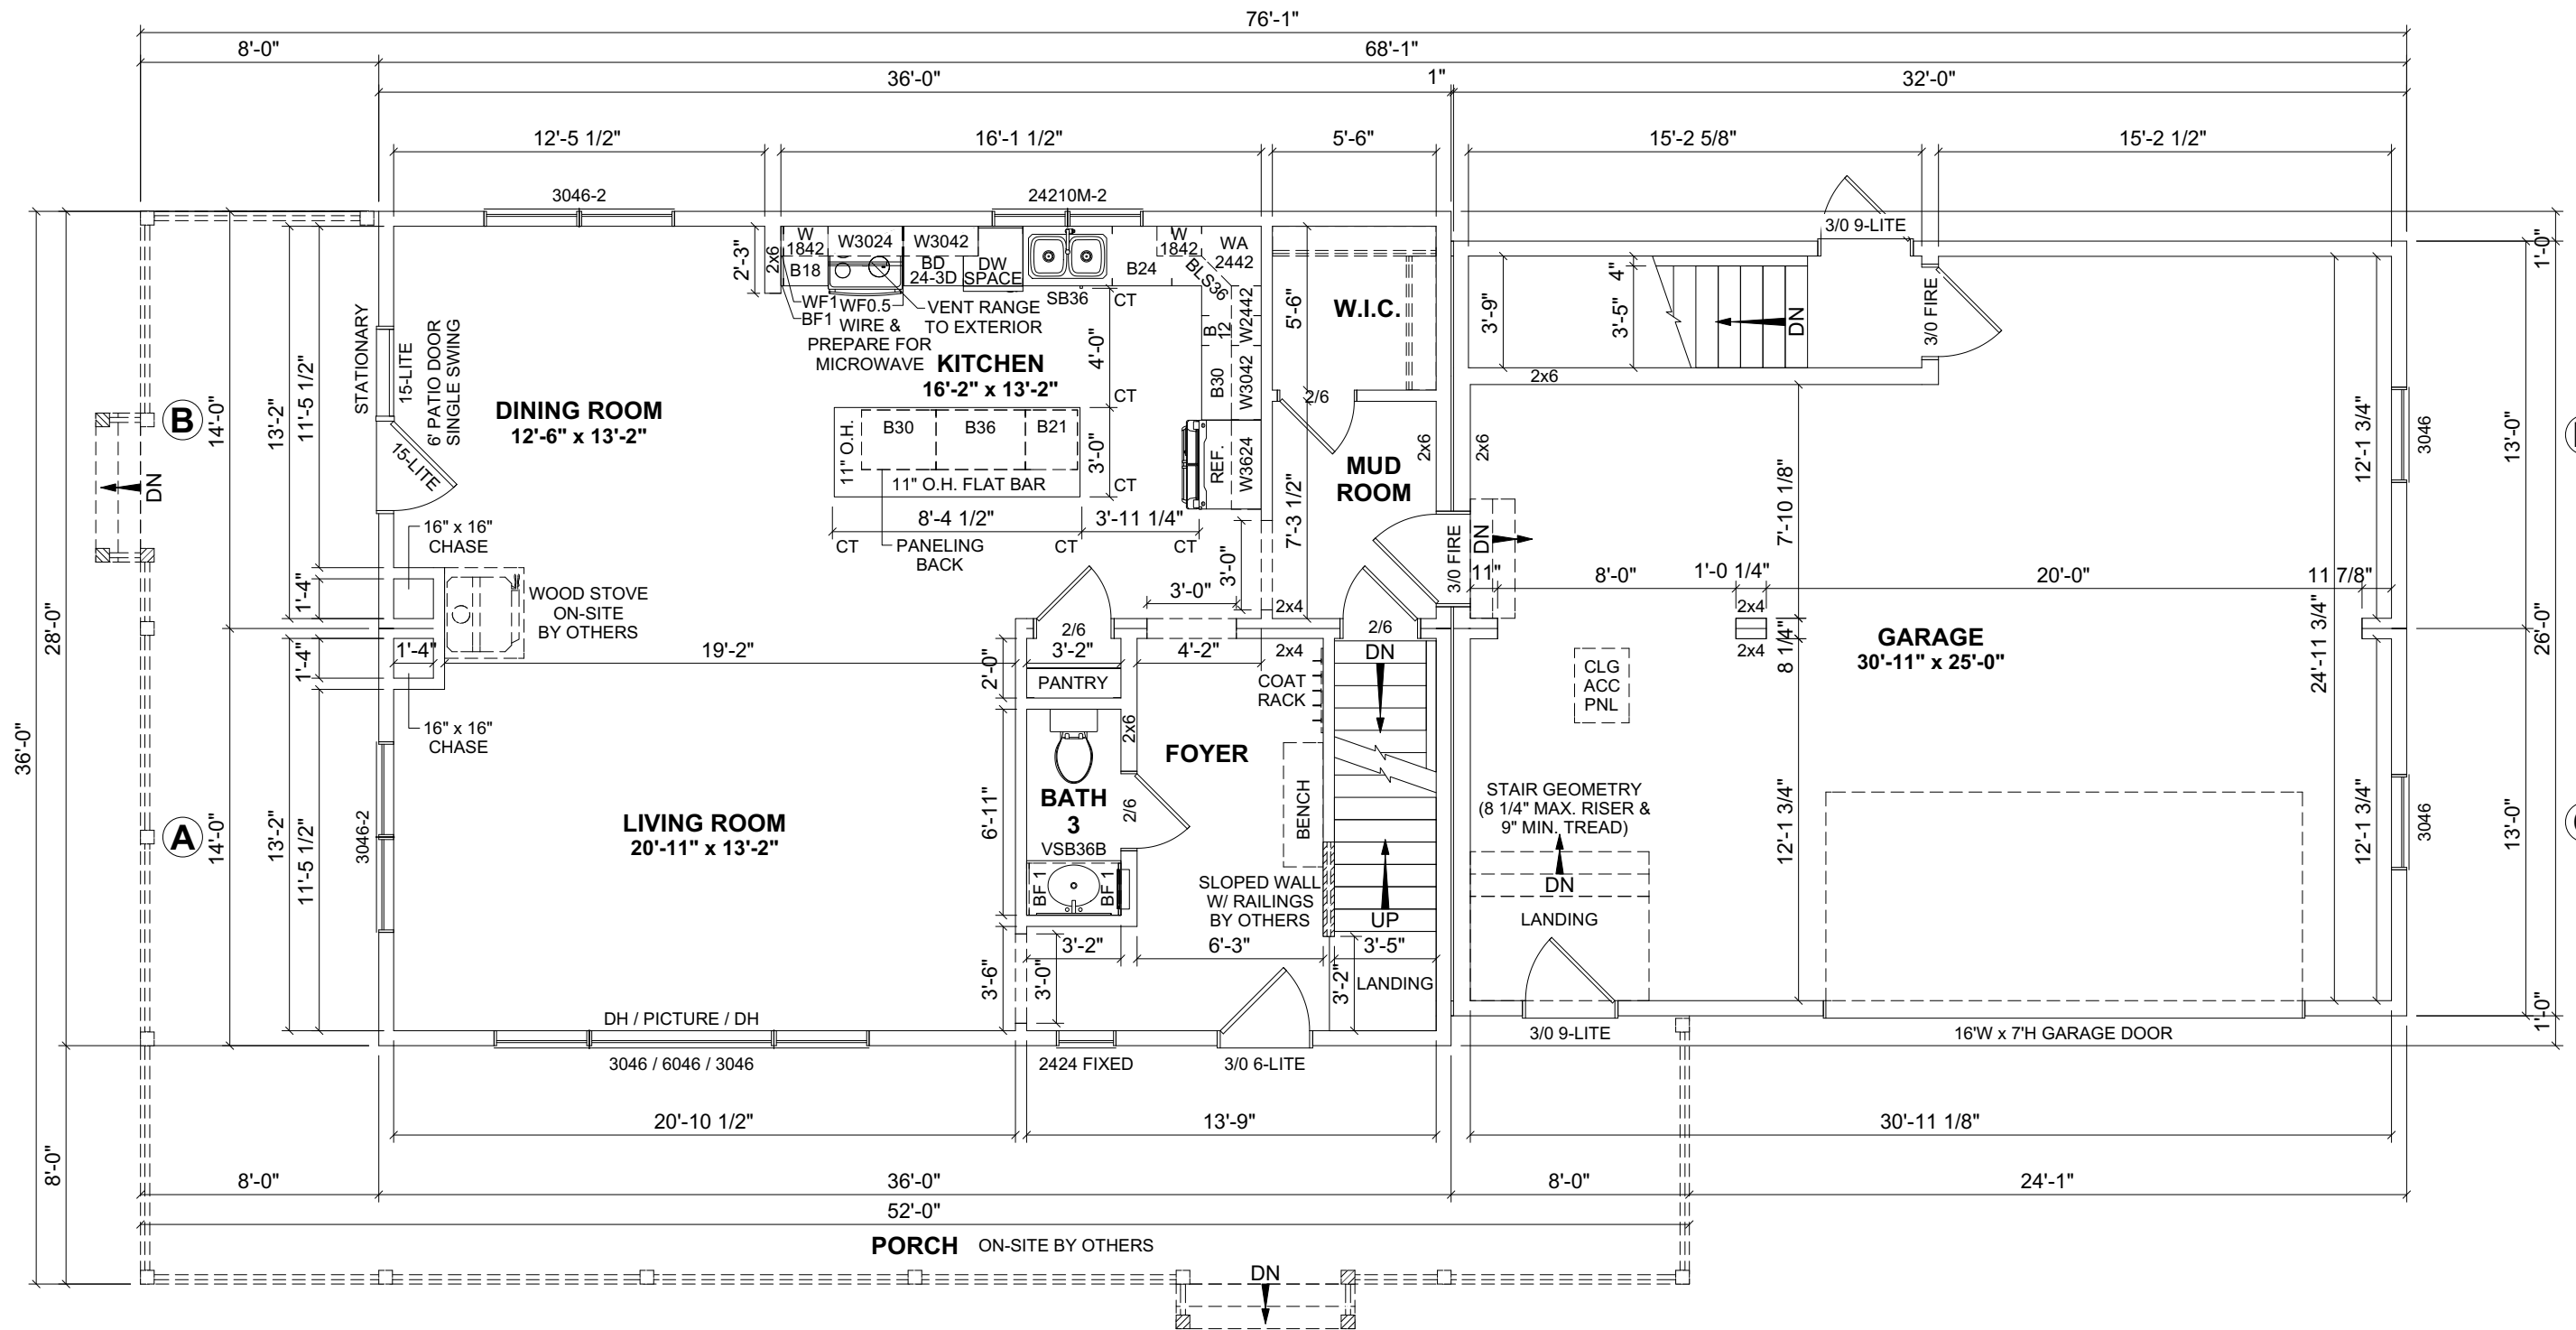 76'-1"
8'-0"
68'-1"
36'-0"
1"
32'-0"
12'-5 1/2"
16'-1 1/2"
5'-6"
15'-2 5/8"
15'-2 1/2"
3046-2
24210M-2
3/0 9-LITE
1'-0"
2'-3"
2x6
W
1842
W3024
W3042
W
1842
WA
2442
B18
BD
24-3D
DW
SPACE
B24
BLS36
SB36
CT
WF1
BF1
WF0.5
WIRE &
PREPARE FOR
MICROWAVE
VENT RANGE
TO EXTERIOR
4'-0"
B
12
W2442
B30
W3042
5'-6"
W.I.C.
3'-9"
4"
3'-5"
DN
3/0 FIRE
2x6
KITCHEN
16'-2" x 13'-2"
CT
STATIONARY
15-LITE
6' PATIO DOOR
SINGLE SWING
15-LITE
DINING ROOM
12'-6" x 13'-2"
11" O.H.
B30
B36
B21
3'-0"
11" O.H. FLAT BAR
CT
REF.
W3624
2/6
MUD
ROOM
2x6
2x6
7'-3 1/2"
7'-10 1/8"
12'-1 3/4"
3046
13'-0"
B
14'-0"
13'-2"
11'-5 1/2"
DN
8'-4 1/2"
3'-11 1/4"
CT
CT
CT
PANELING
BACK
16" x 16"
CHASE
1'-4"
WOOD STOVE
ON-SITE
BY OTHERS
3'-0"
3'-0"
3/0 FIRE
DN
11"
8'-0"
1'-0 1/4"
20'-0"
11 7/8"
2x4
2x4
2/6
2/6
2x4
3'-2"
4'-2"
2x4
DN
8 1/4"
GARAGE
30'-11" x 25'-0"
24'-11 3/4"
26'-0"
28'-0"
36'-0"
1'-4"
1'-4"
19'-2"
2'-0"
PANTRY
COAT
RACK
CLG
ACC
PNL
16" x 16"
CHASE
2x6
FOYER
BATH
3
2/6
BENCH
6'-11"
VSB36B
BF 1
BF 1
LIVING ROOM
20'-11" x 13'-2"
3046-2
A
14'-0"
13'-2"
11'-5 1/2"
STAIR GEOMETRY
(8 1/4" MAX. RISER &
9" MIN. TREAD)
DN
LANDING
12'-1 3/4"
12'-1 3/4"
3046
13'-0"
SLOPED WALL
W/ RAILINGS
BY OTHERS
UP
3'-2"
6'-3"
3'-5"
3'-6"
3'-0"
3'-2"
LANDING
DH / PICTURE / DH
3046 / 6046 / 3046
2424 FIXED
3/0 6-LITE
3/0 9-LITE
16'W x 7'H GARAGE DOOR
1'-0"
20'-10 1/2"
13'-9"
30'-11 1/8"
8'-0"
8'-0"
36'-0"
8'-0"
24'-1"
52'-0"
PORCH ON-SITE BY OTHERS
DN